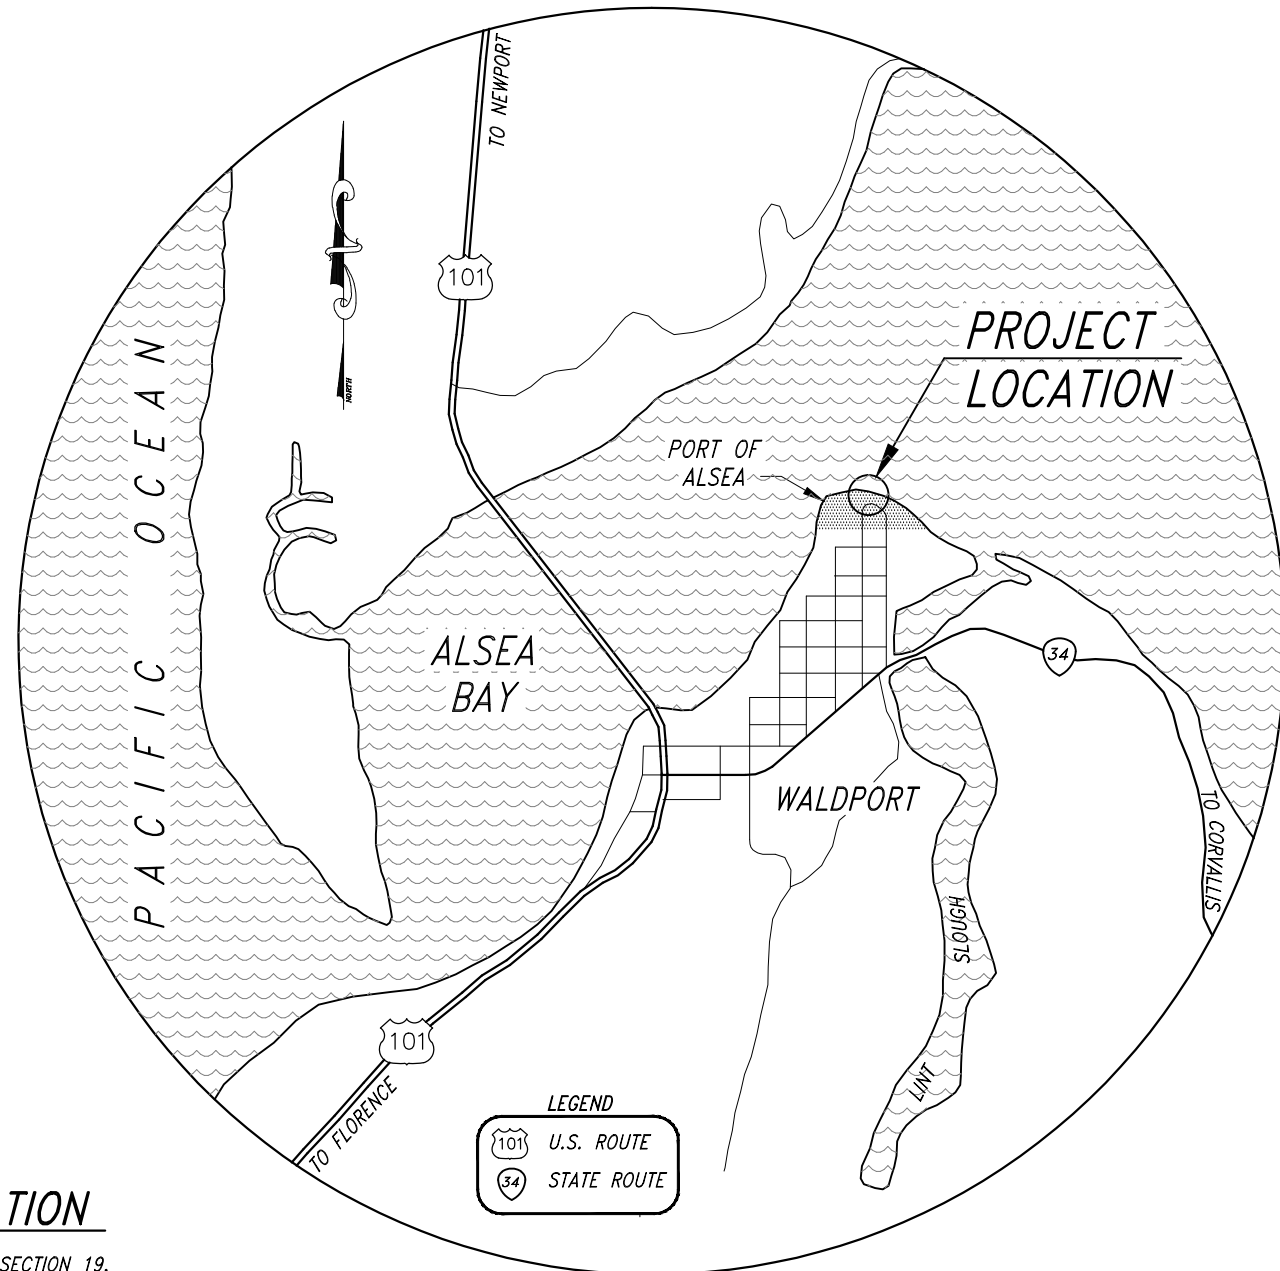 TO NEWPORT
101
NORTH
PROJECT
LOCATION
PORT OF
ALSEA
PACIFIC OCEAN
ALSEA
BAY
34
WALDPORT
TO CORVALLIS
SLOUGH
LINT
101
TO FLORENCE
LEGEND
101 U.S. ROUTE
34 STATE ROUTE
TION
SECTION 19,